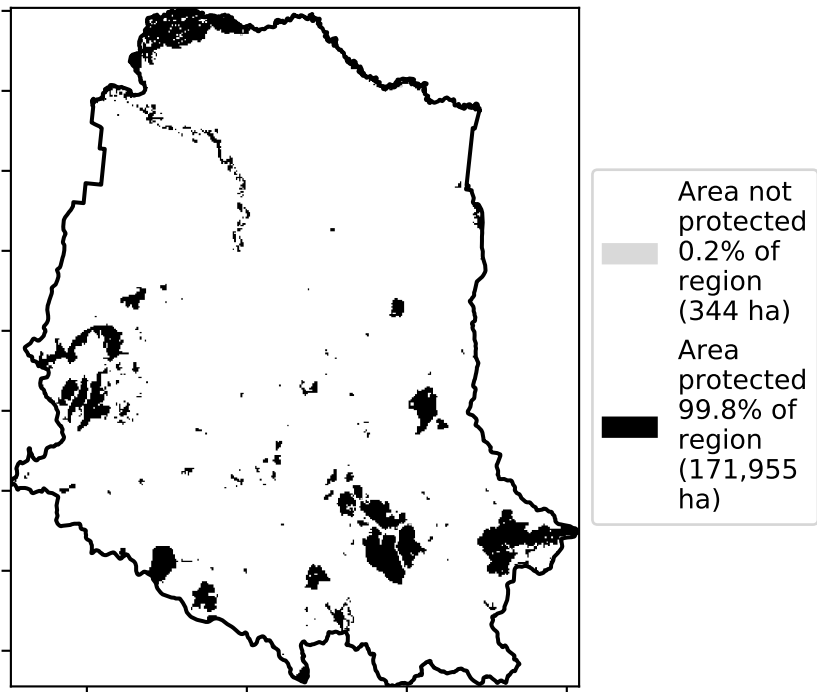 Area not
protected
0.2% of
region
(344 ha)
Area
protected
99.8% of
region
(171,955
ha)